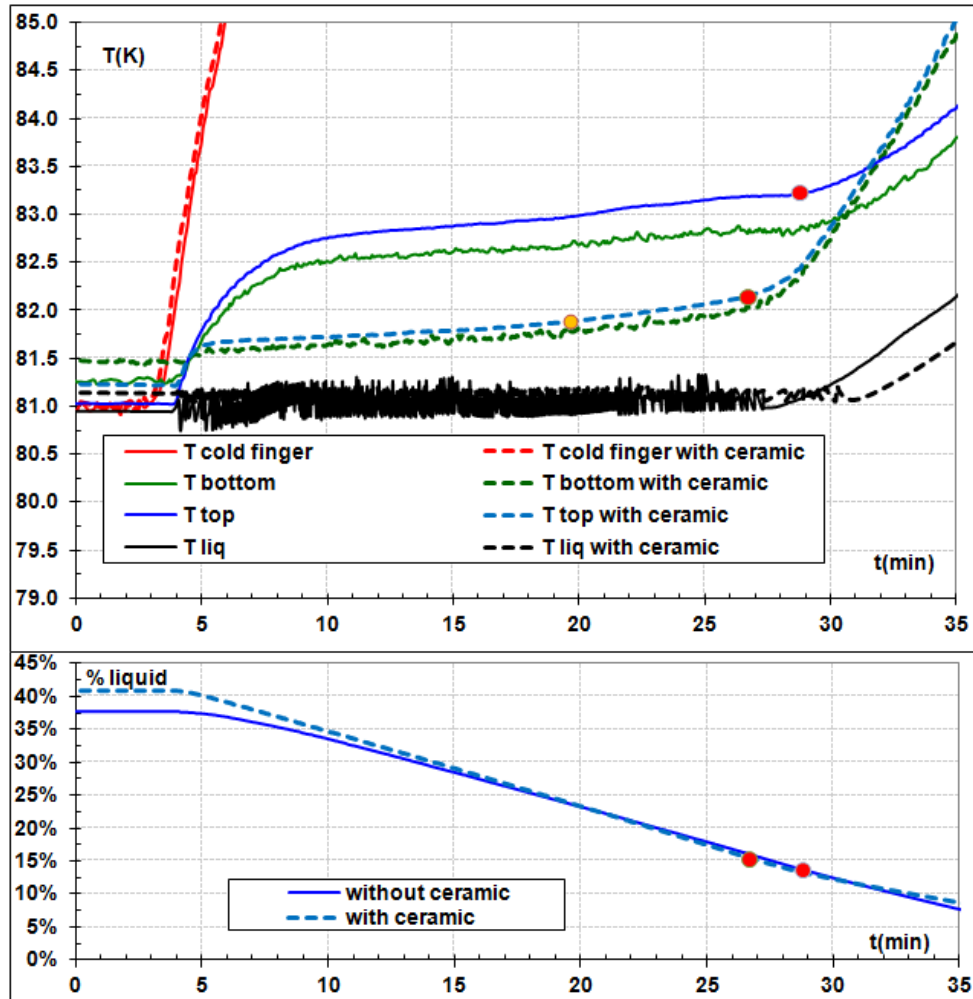 85.0
T(K)
84.5
84.0
83.5
83.0
82.5
82.0
81.5
81.0
80.5
80.0
79.5
79.0
T cold finger
T cold finger with ceramic
T bottom
T bottom with ceramic
T top
T top with ceramic
T liq
T liq with ceramic
t(min)
0 5 10 15 20 25 30 35
45%
% liquid
40%
35%
30%
25%
20%
15%
10%
5%
0%
without ceramic
with ceramic
t(min)
0 5 10 15 20 25 30 35